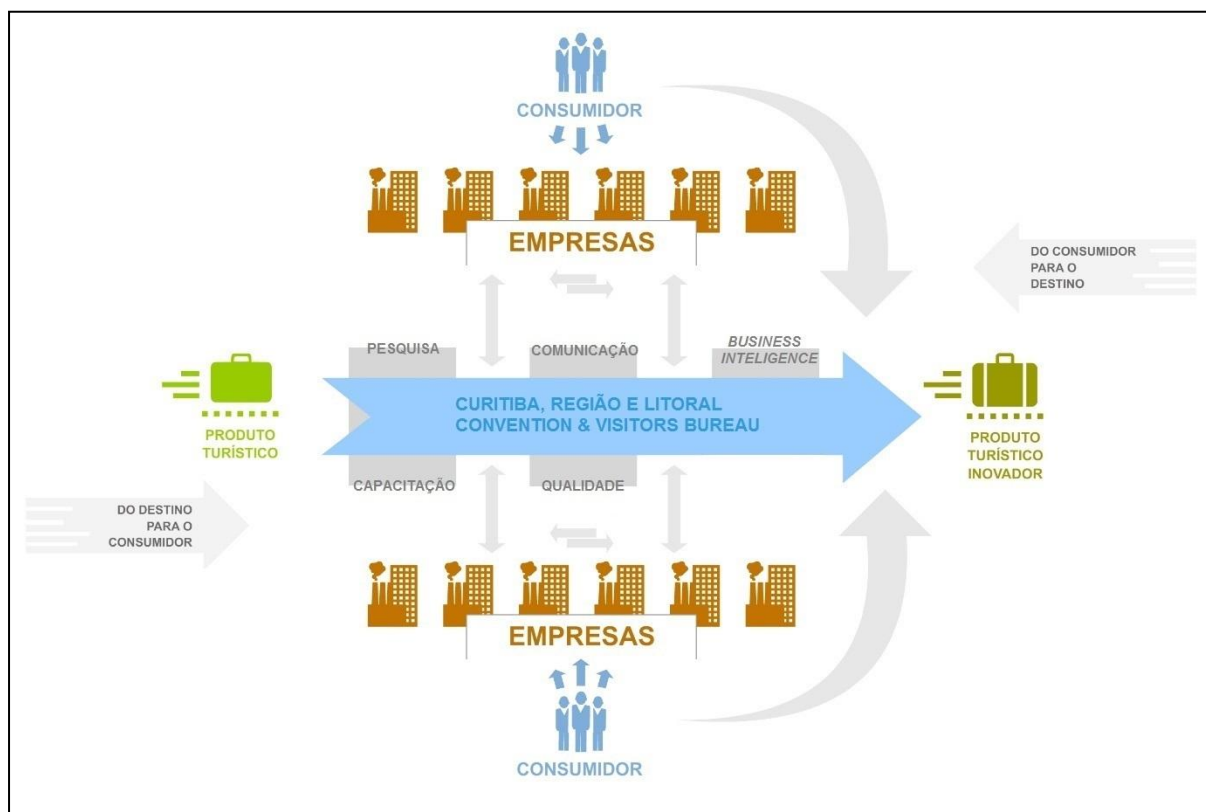 CONSUMIDOR
EMPRESAS
DO CONSUMIDOR
PARA O
DESTINO
PESQUISA
COMUNICAÇÃO
BUSINESS
INTELIGENCE
CURITIBA, REGIÃO E LITORAL
CONVENTION & VISITORS BUREAU
PRODUTO
TURÍSTICO
PRODUTO
TURÍSTICO
INOVADOR
CAPACITAÇÃO
QUALIDADE
DO DESTINO
PARA O
CONSUMIDOR
EMPRESAS
CONSUMIDOR